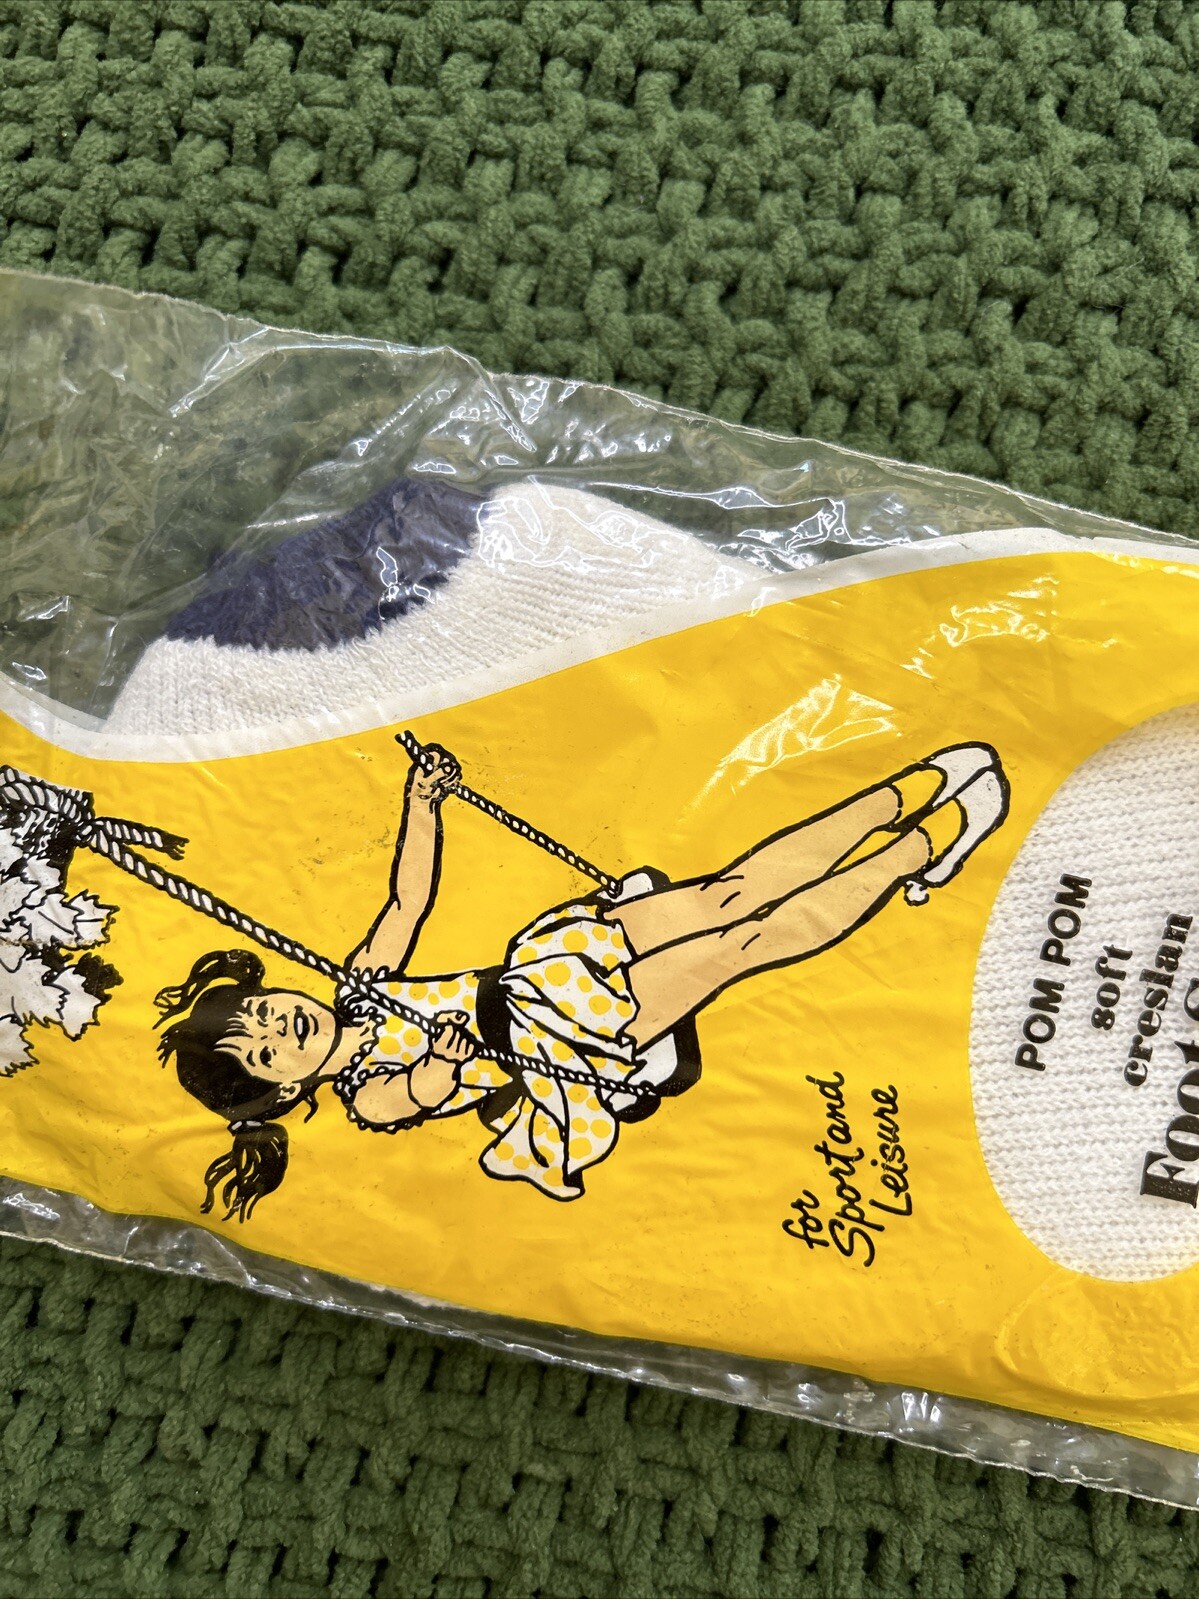 POM POM
soft
creslan
for
Sport and
Leisure